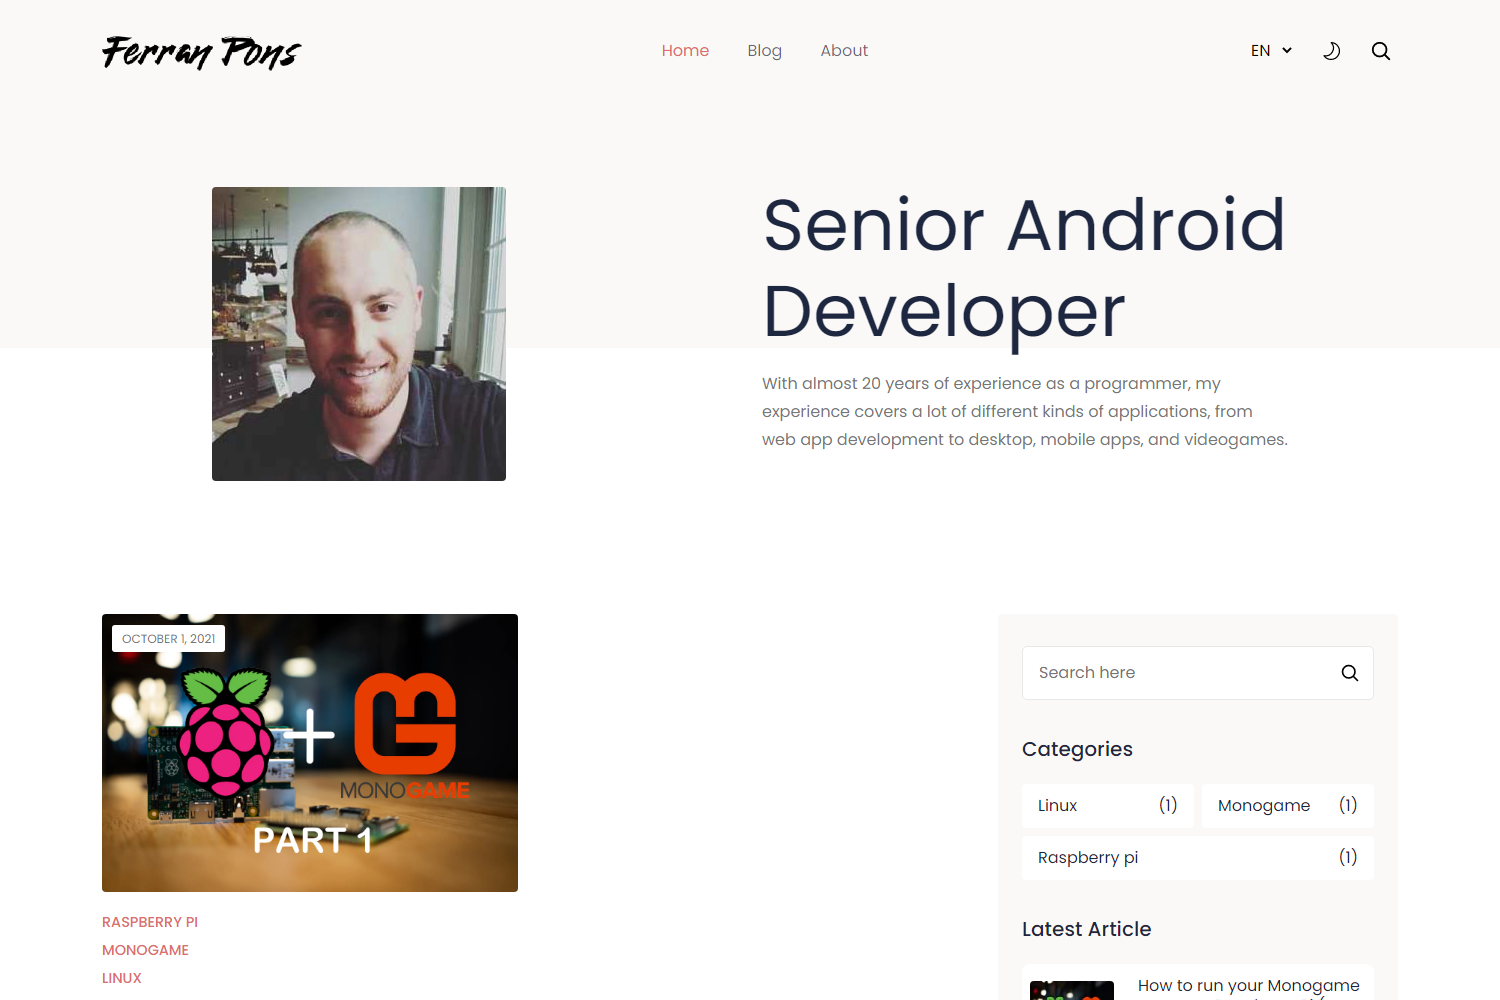 Ferran Pons
Home
Blog
About
EN
Senior Android
Developer
With almost 20 years of experience as a programmer, my
experience covers a lot of different kinds of applications, from
web app development to desktop, mobile apps, and videogames.
OCTOBER 1, 2021
MONOGAME
PART 1
RASPBERRY PI
MONOGAME
LINUX
Search here
Categories
Linux (1)
Monogame (1)
Raspberry pi (1)
Latest Article
How to run your Monogame